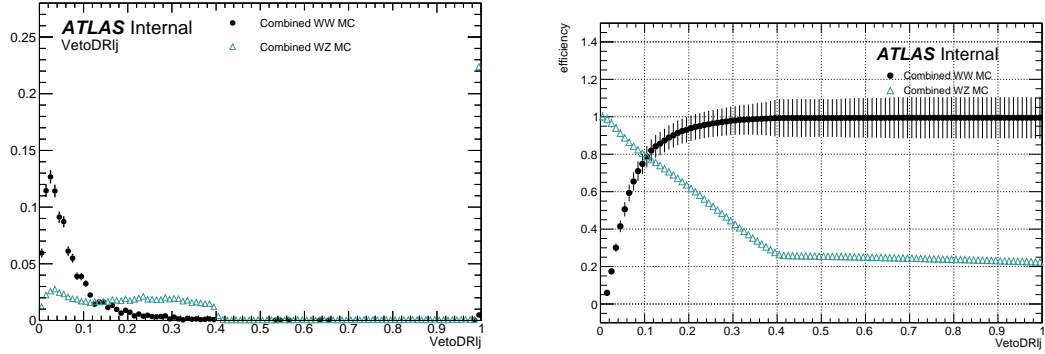 ATLAS Internal
VetoDRlj
Combined WW MC
Combined WZ MC
0.25
0.2
0.15
0.1
0.05
0
0 0.1 0.2 0.3 0.4 0.5 0.6 0.7 0.8 0.9 1
VetoDRlj
efficiency
ATLAS Internal
Combined WW MC
Combined WZ MC
1.4
1.2
1
0.8
0.6
0.4
0.2
0
0 0.1 0.2 0.3 0.4 0.5 0.6 0.7 0.8 0.9 1
VetoDRlj